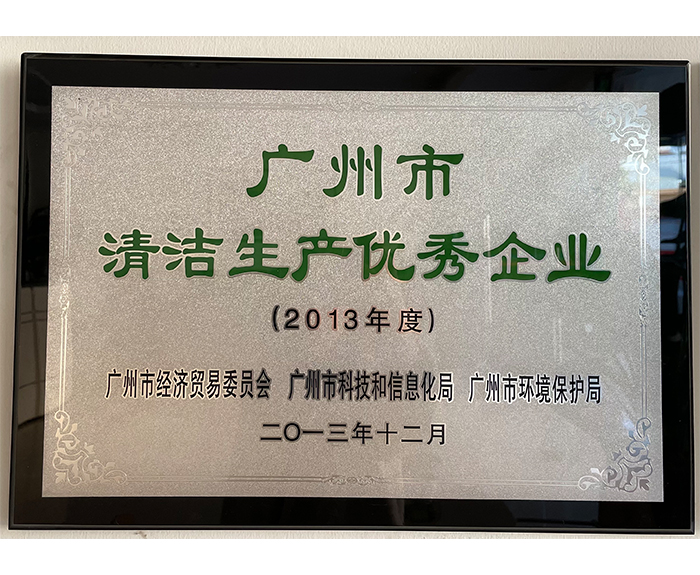 广州市
清洁生产优秀企业
(2013年度)
广州市经济贸易委员会 广州市科技和信息化局 广州市环境保护局
二〇一三年十二月